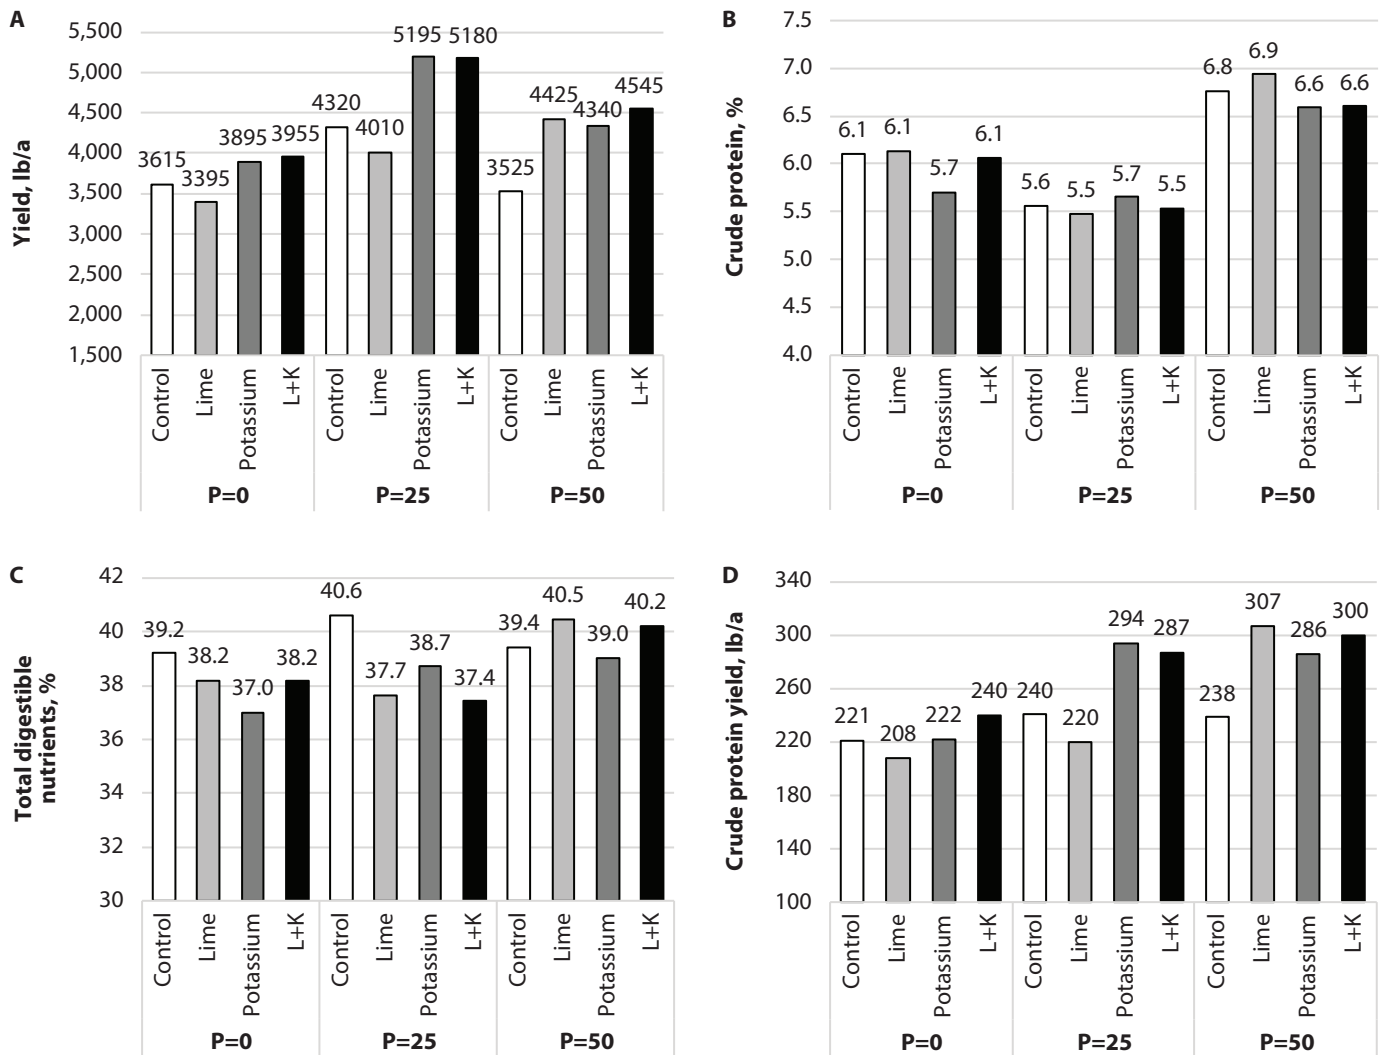 A
Yield, lb/a
5,500
5,000
4,500
4,000
3,500
3,000
2,500
2,000
1,500
3615
3395
3895
3955
4320
4010
5195
5180
3525
4425
4340
4545
Control
Lime
Potassium
L+K
Control
Lime
Potassium
L+K
Control
Lime
Potassium
L+K
P=0
P=25
P=50
B
Crude protein, %
7.5
7.0
6.5
6.0
5.5
5.0
4.5
4.0
6.1
6.1
5.7
6.1
5.6
5.5
5.7
5.5
6.8
6.9
6.6
6.6
Control
Lime
Potassium
L+K
Control
Lime
Potassium
L+K
Control
Lime
Potassium
L+K
P=0
P=25
P=50
C
Total digestible
nutrients, %
42
40
38
36
34
32
30
39.2
38.2
37.0
38.2
40.6
37.7
38.7
37.4
39.4
40.5
39.0
40.2
Control
Lime
Potassium
L+K
Control
Lime
Potassium
L+K
Control
Lime
Potassium
L+K
P=0
P=25
P=50
D
Crude protein yield, lb/a
340
300
260
220
180
140
100
221
208
222
240
240
220
294
287
238
307
286
300
Control
Lime
Potassium
L+K
Control
Lime
Potassium
L+K
Control
Lime
Potassium
L+K
P=0
P=25
P=50